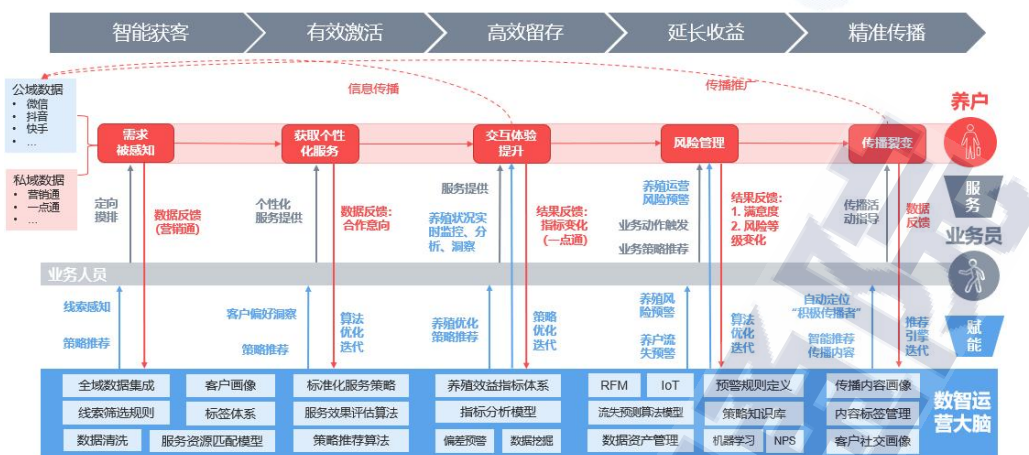 智能获客
有效激活
高效留存
延长收益
精准传播
公域数据
• 微信
• 抖音
• 快手
• ...
私域数据
• 营销通
• 一点通
• ...
信息传播
传播推广
养户
需求
被感知
获取个性
化服务
交互体验
提升
风险管理
传播裂变
定向
摸排
数据反馈
(营销通)
个性化
服务提供
数据反馈:
合作意向
服务提供
养殖状况实
时监控、分
析、洞察
结果反馈:
指标变化
(一点通)
养殖运营
风险预警
业务动作触发
业务策略推荐
结果反馈:
1. 满意度
2. 风险等
级变化
传播活
动指导
数据
反馈
服
务
业务员
业务人员
线索感知
策略推荐
客户偏好洞察
策略推荐
算法
优化
迭代
养殖优化
策略推荐
策略
优化
迭代
养殖风
险预警
养户流
失预警
算法
优化
迭代
自动定位
“积极传播者”
智能推荐
传播内容
推荐
引擎
迭代
赋
能
全域数据集成
客户画像
标准化服务策略
养殖效益指标体系
RFM
IoT
预警规则定义
传播内容画像
线索筛选规则
标签体系
服务效果评估算法
指标分析模型
流失预测算法模型
策略知识库
内容标签管理
数据清洗
服务资源匹配模型
策略推荐算法
偏差预警
数据挖掘
数据资产管理
机器学习
NPS
客户社交画像
数智运
营大脑